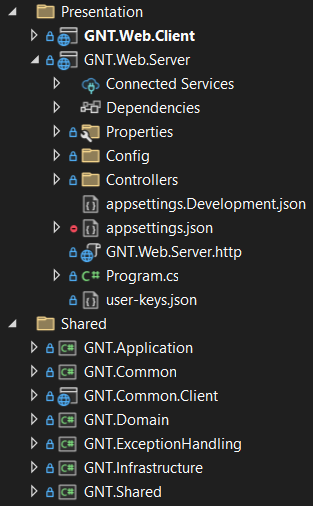 Presentation
GNT.Web.Client
GNT.Web.Server
Connected Services
Dependencies
Properties
Config
Controllers
appsettings.Development.json
appsettings.json
GNT.Web.Server.http
C# Program.cs
user-keys.json
Shared
C# GNT.Application
C# GNT.Common
GNT.Common.Client
C# GNT.Domain
C# GNT.ExceptionHandling
C# GNT.Infrastructure
C# GNT.Shared